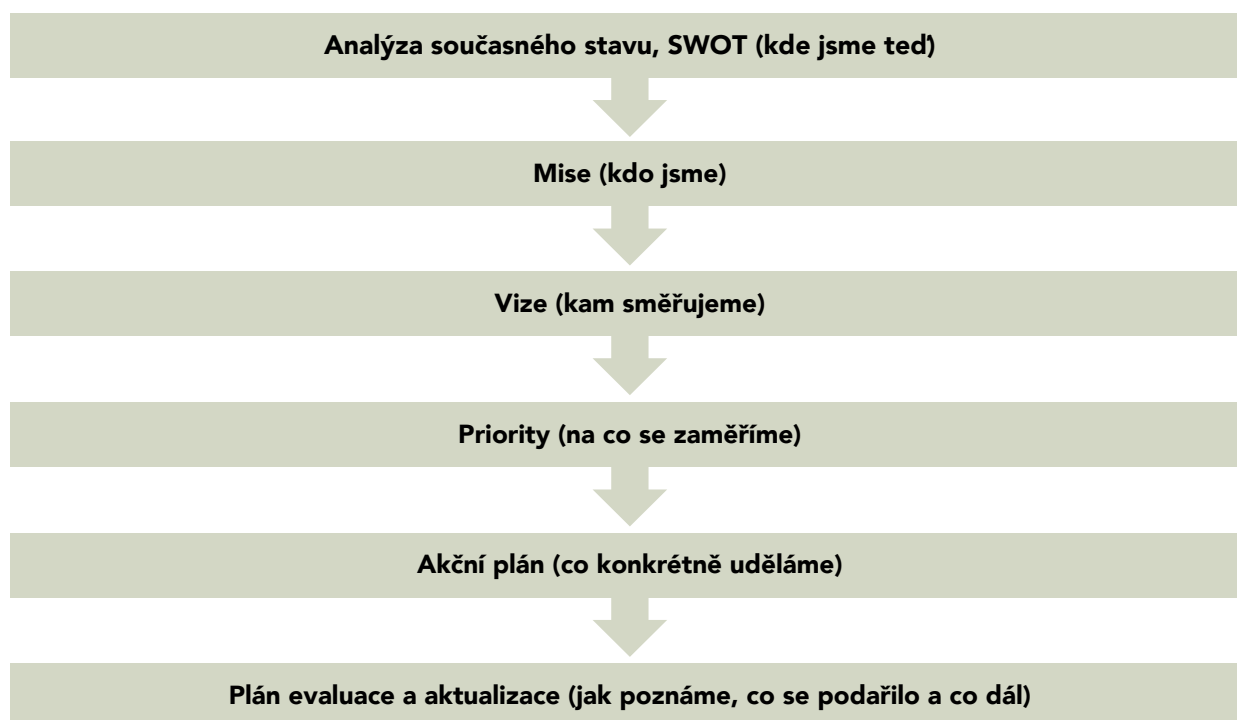 Analýza současného stavu, SWOT (kde jsme teď)
Mise (kdo jsme)
Vize (kam směřujeme)
Priority (na co se zaměříme)
Akční plán (co konkrétně uděláme)
Plán evaluace a aktualizace (jak poznáme, co se podařilo a co dál)